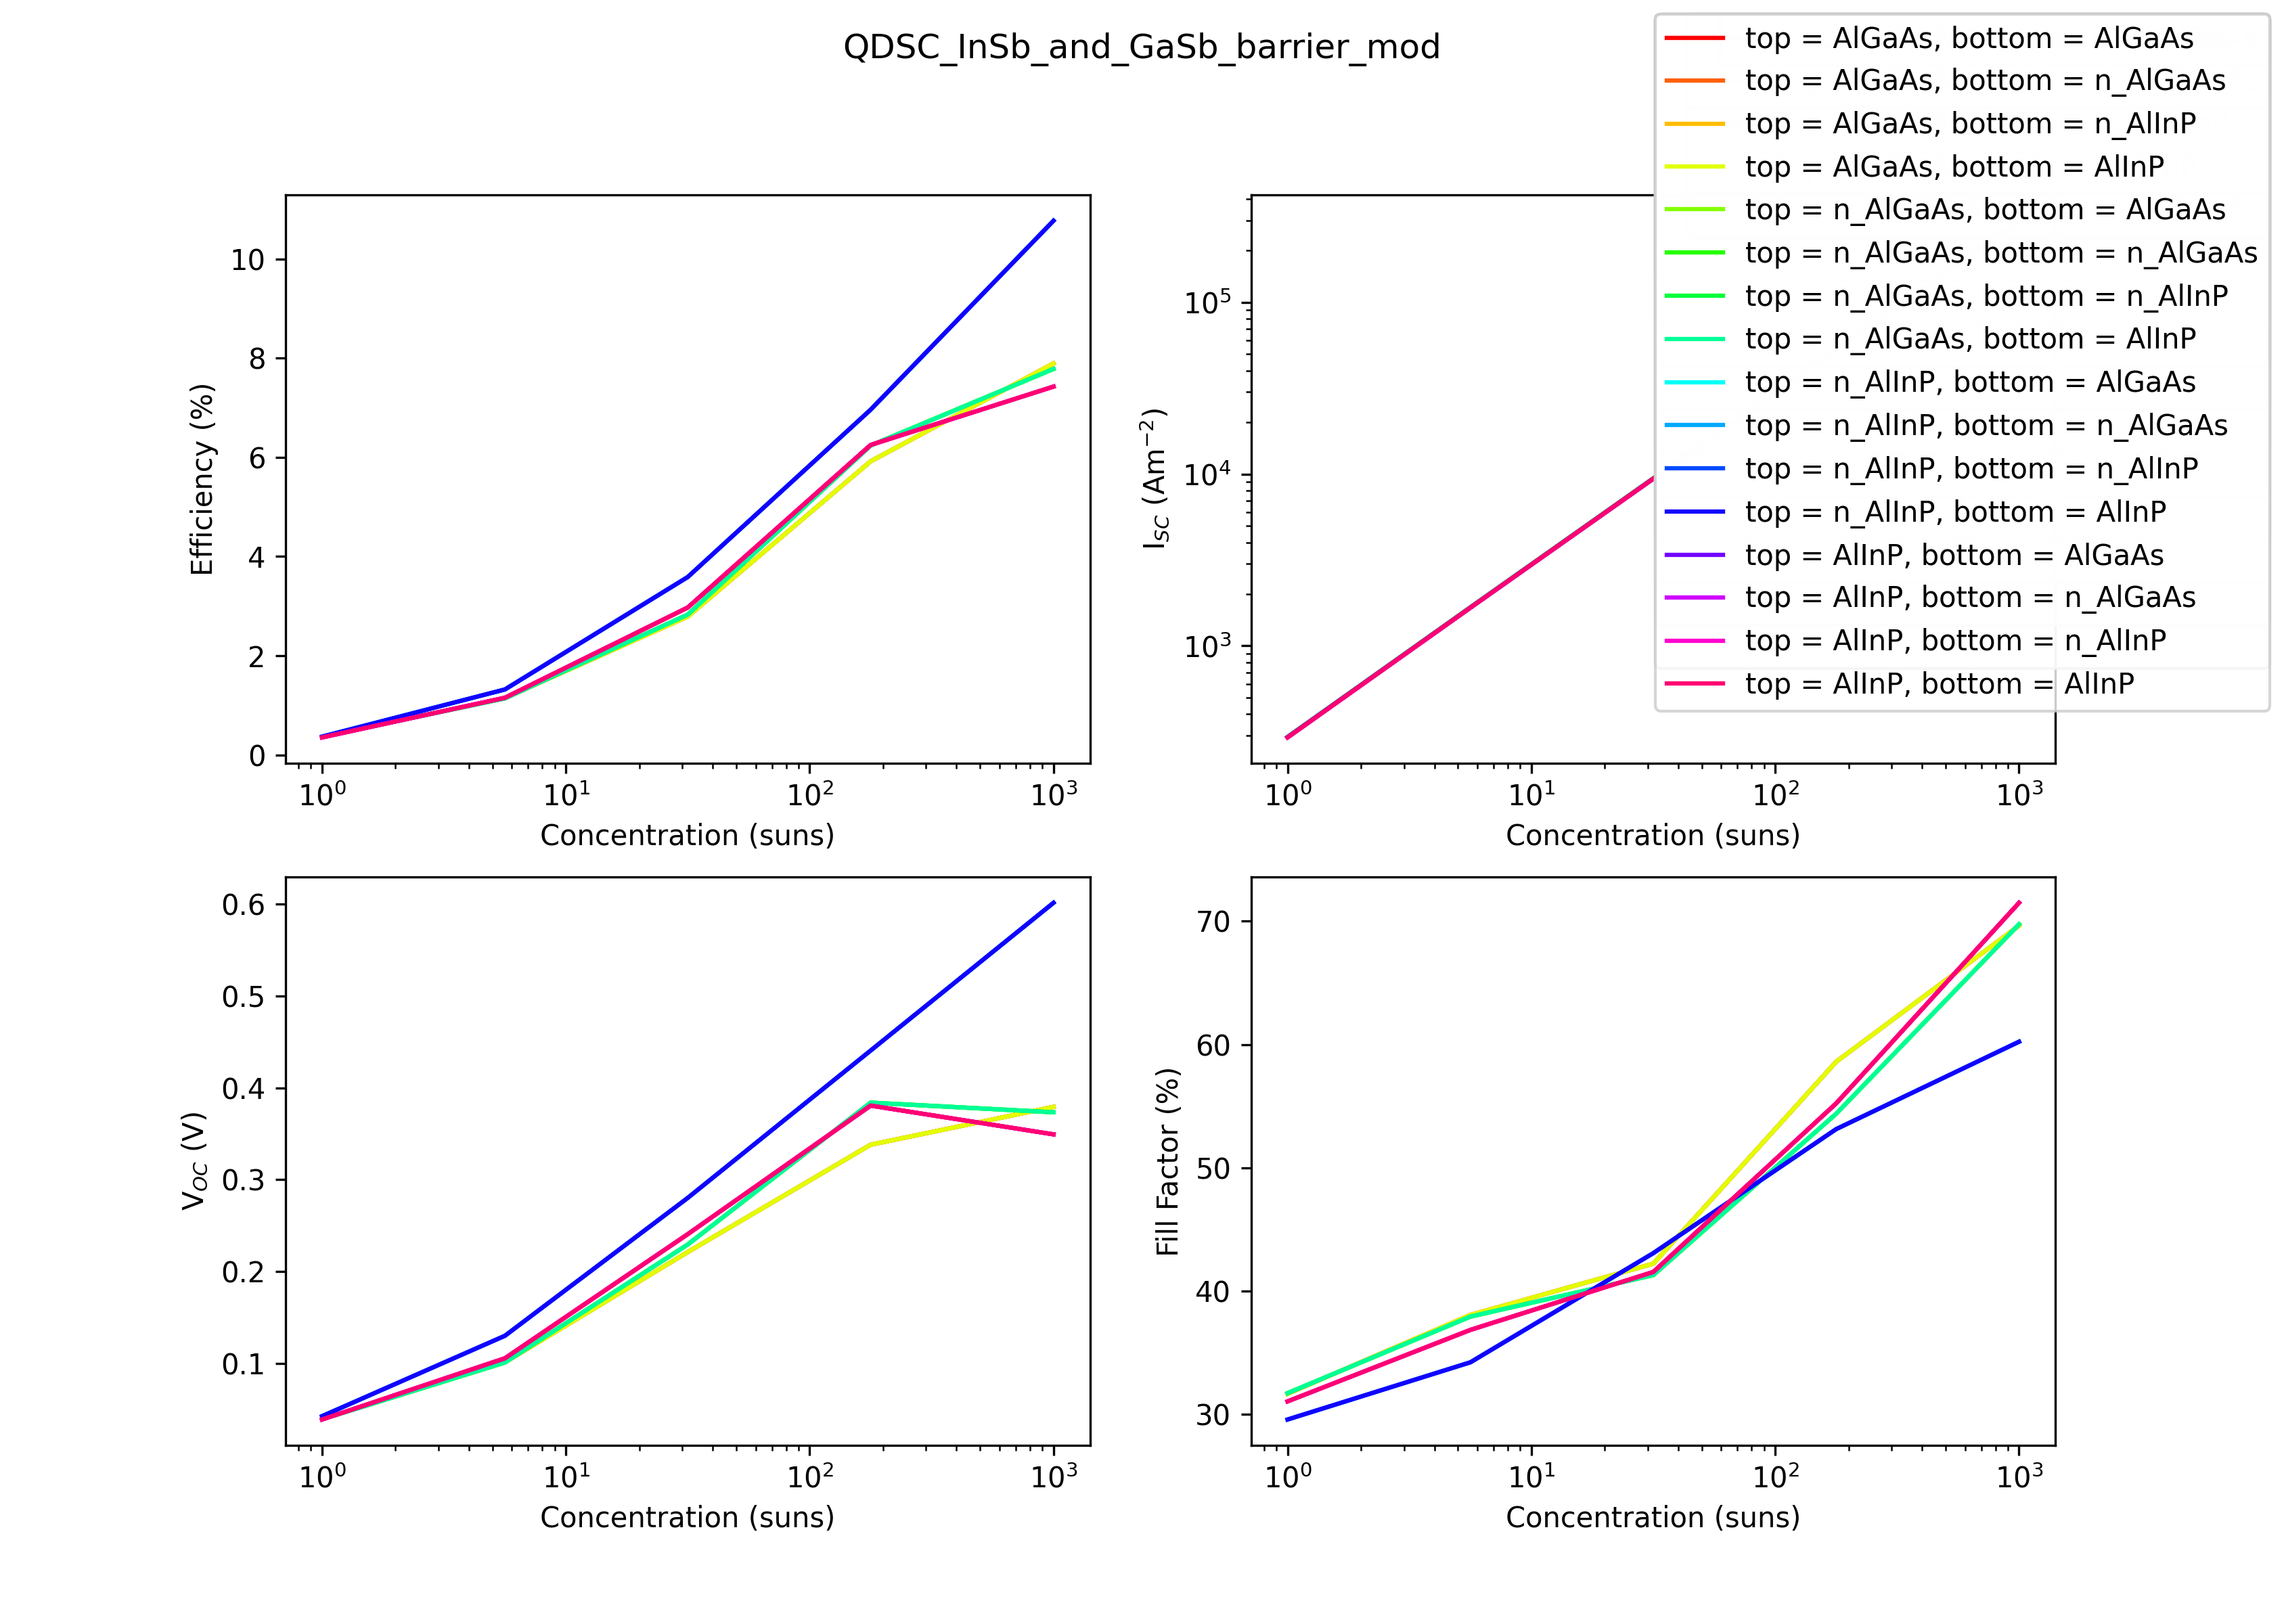 QDSC_InSb_and_GaSb_barrier_mod
top = AlGaAs, bottom = AlGaAs
top = AlGaAs, bottom = n_AlGaAs
top = AlGaAs, bottom = n_AlInP
top = AlGaAs, bottom = AlInP
top = n_AlGaAs, bottom = AlGaAs
top = n_AlGaAs, bottom = n_AlGaAs
top = n_AlGaAs, bottom = n_AlInP
top = n_AlGaAs, bottom = AlInP
top = n_AlInP, bottom = AlGaAs
top = n_AlInP, bottom = n_AlGaAs
top = n_AlInP, bottom = n_AlInP
top = n_AlInP, bottom = AlInP
top = AlInP, bottom = AlGaAs
top = AlInP, bottom = n_AlGaAs
top = AlInP, bottom = n_AlInP
top = AlInP, bottom = AlInP
Efficiency (%)
10
8
6
4
2
0
10⁰ 10¹ 10² 10³
Concentration (suns)
I_SC (Am⁻²)
10⁵
10⁴
10³
10⁰ 10¹ 10² 10³
Concentration (suns)
V_OC (V)
0.6
0.5
0.4
0.3
0.2
0.1
10⁰ 10¹ 10² 10³
Concentration (suns)
Fill Factor (%)
70
60
50
40
30
10⁰ 10¹ 10² 10³
Concentration (suns)